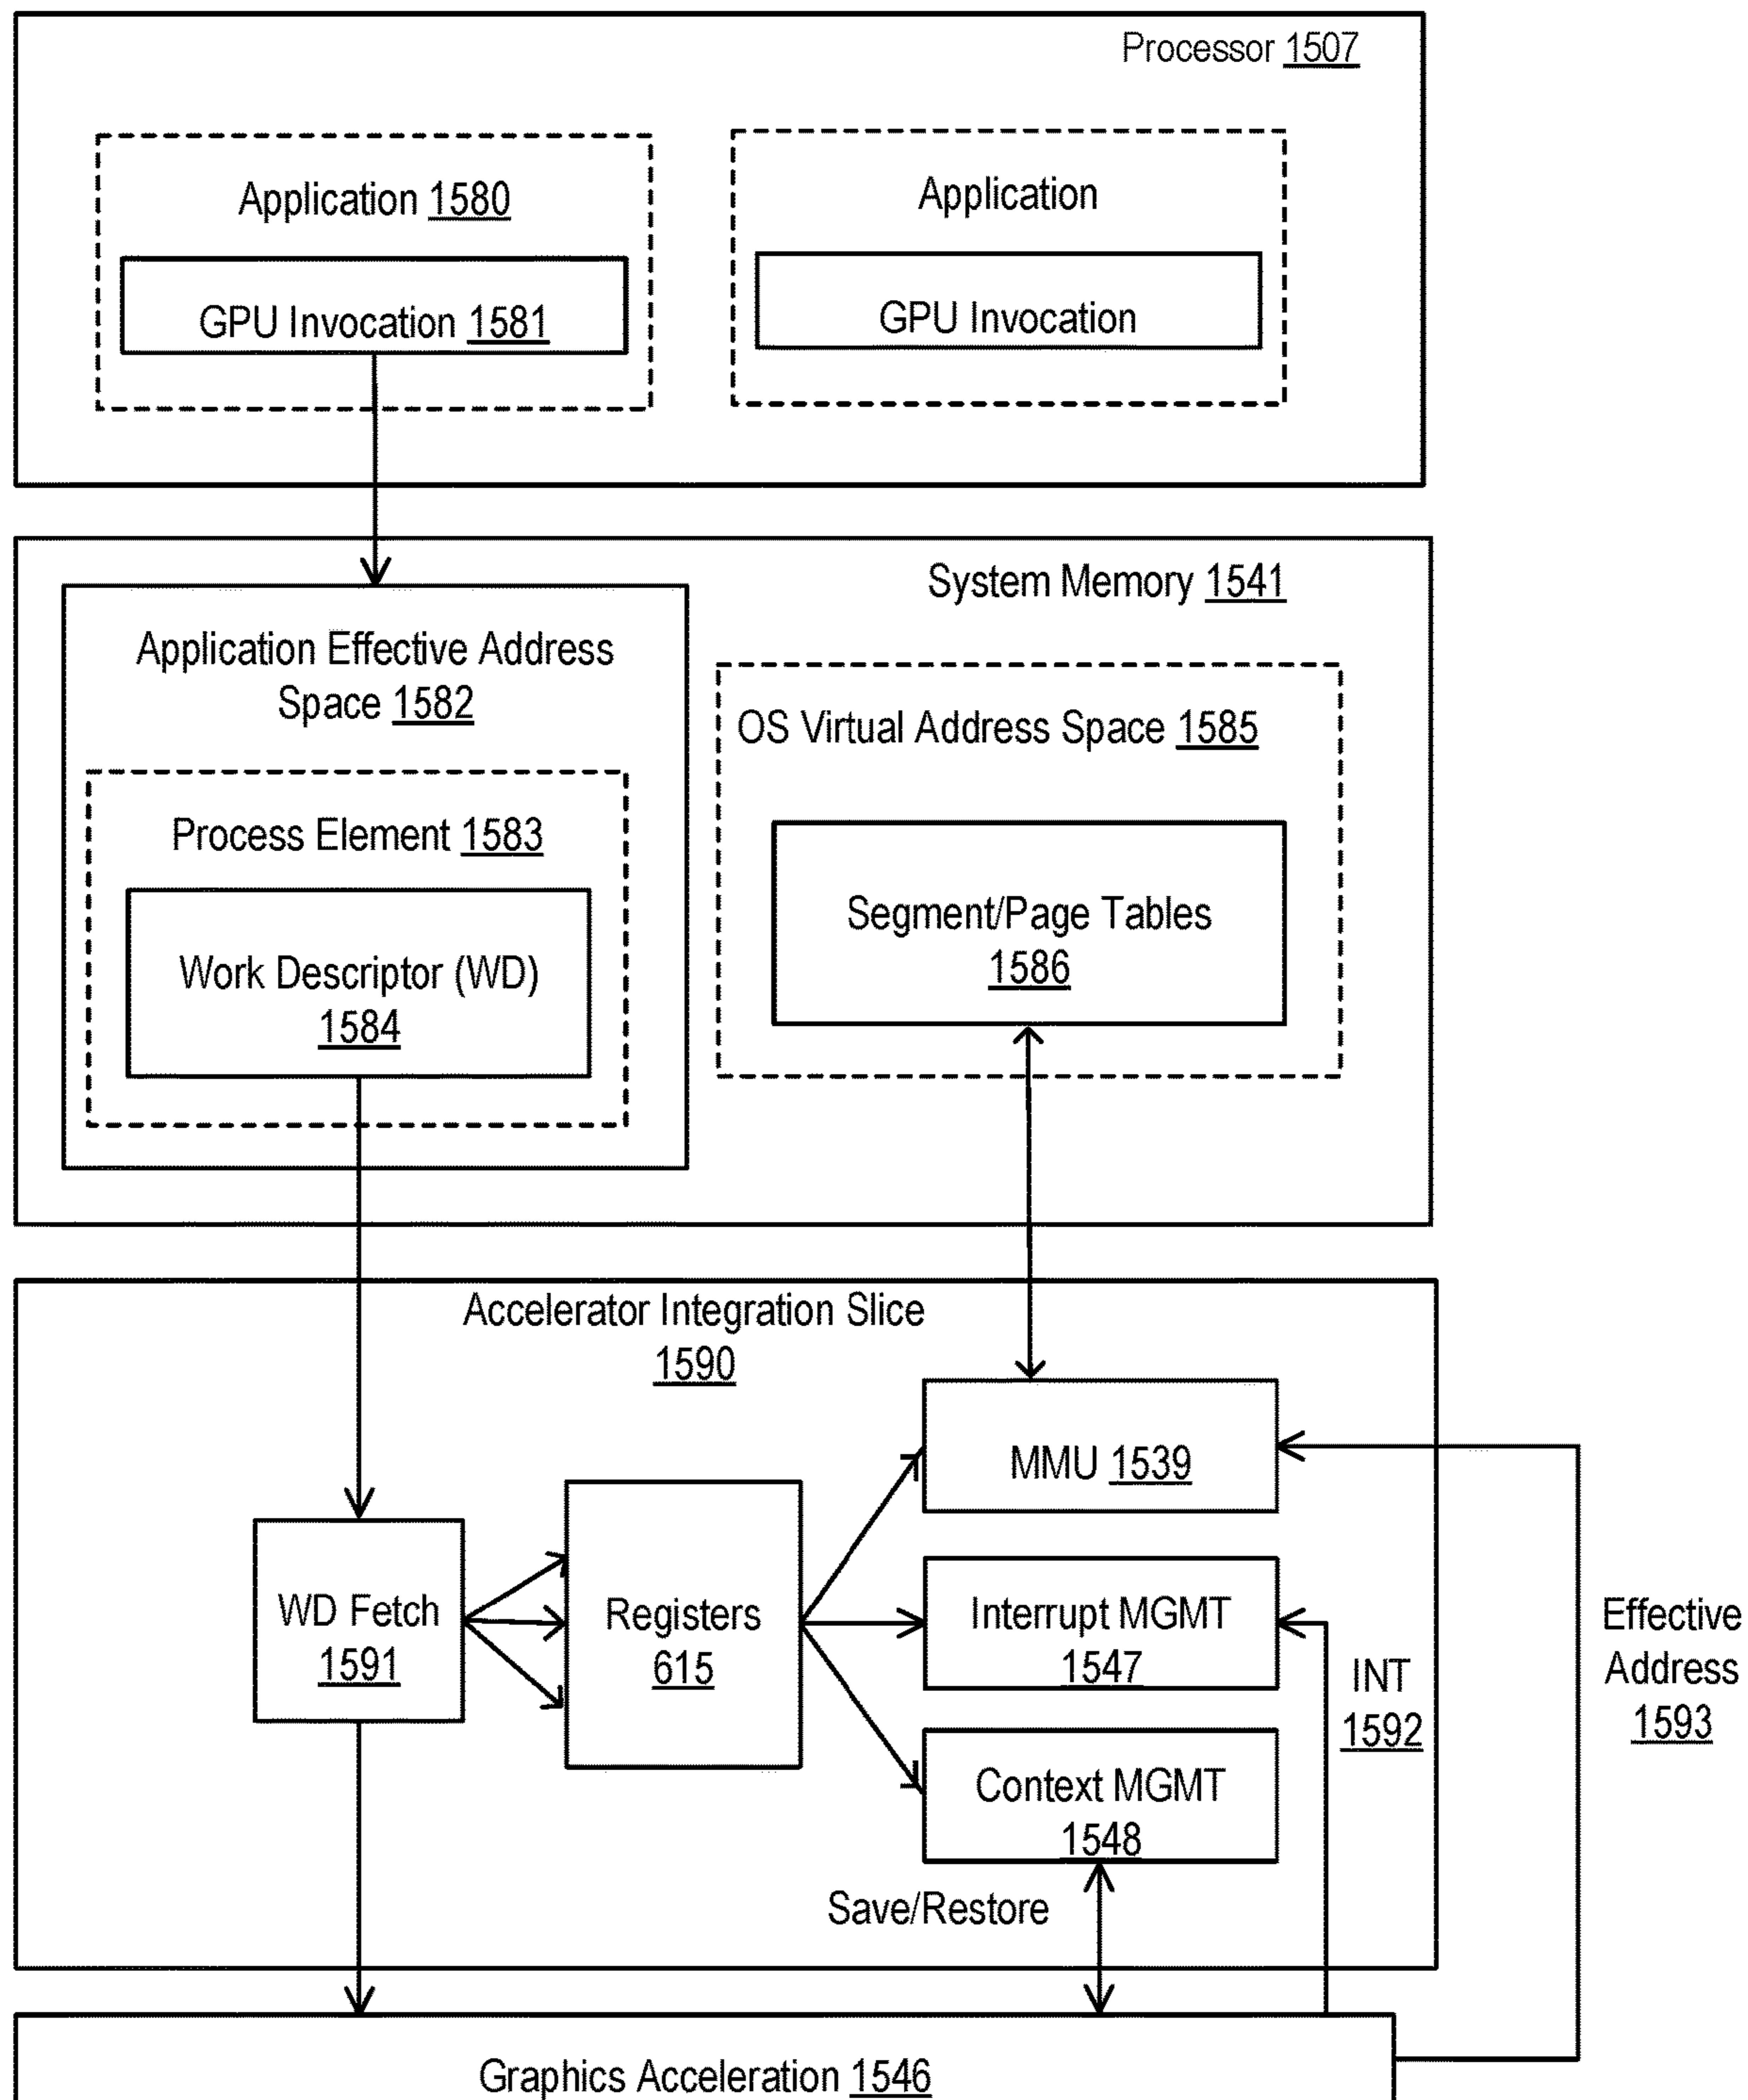 Processor 1507
Application 1580
GPU Invocation 1581
Application
GPU Invocation
System Memory 1541
Application Effective Address
Space 1582
Process Element 1583
Work Descriptor (WD)
1584
OS Virtual Address Space 1585
Segment/Page Tables
1586
Accelerator Integration Slice
1590
WD Fetch
1591
Registers
615
MMU 1539
Interrupt MGMT
1547
Context MGMT
1548
Save/Restore
INT
1592
Effective
Address
1593
Graphics Acceleration 1546